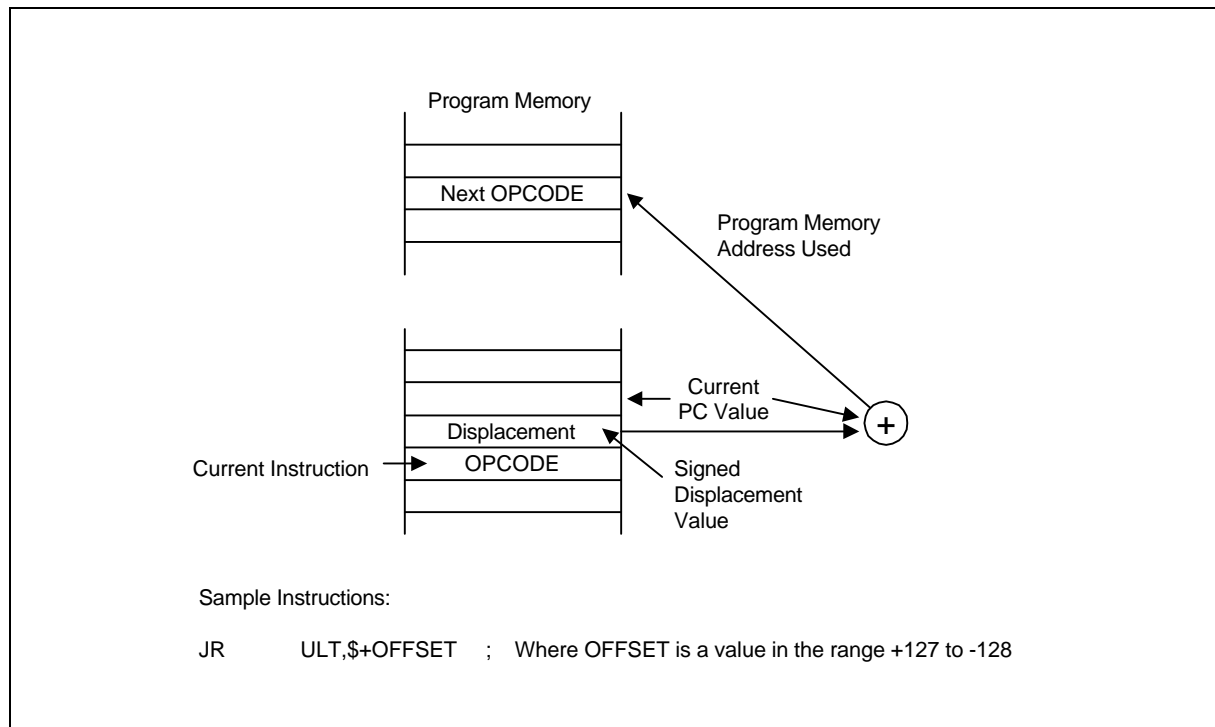 Program Memory
Next OPCODE
Program Memory
Address Used
Current
PC Value
+
Displacement
Current Instruction
OPCODE
Signed
Displacement
Value
Sample Instructions:
JR ULT,$+OFFSET ; Where OFFSET is a value in the range +127 to -128